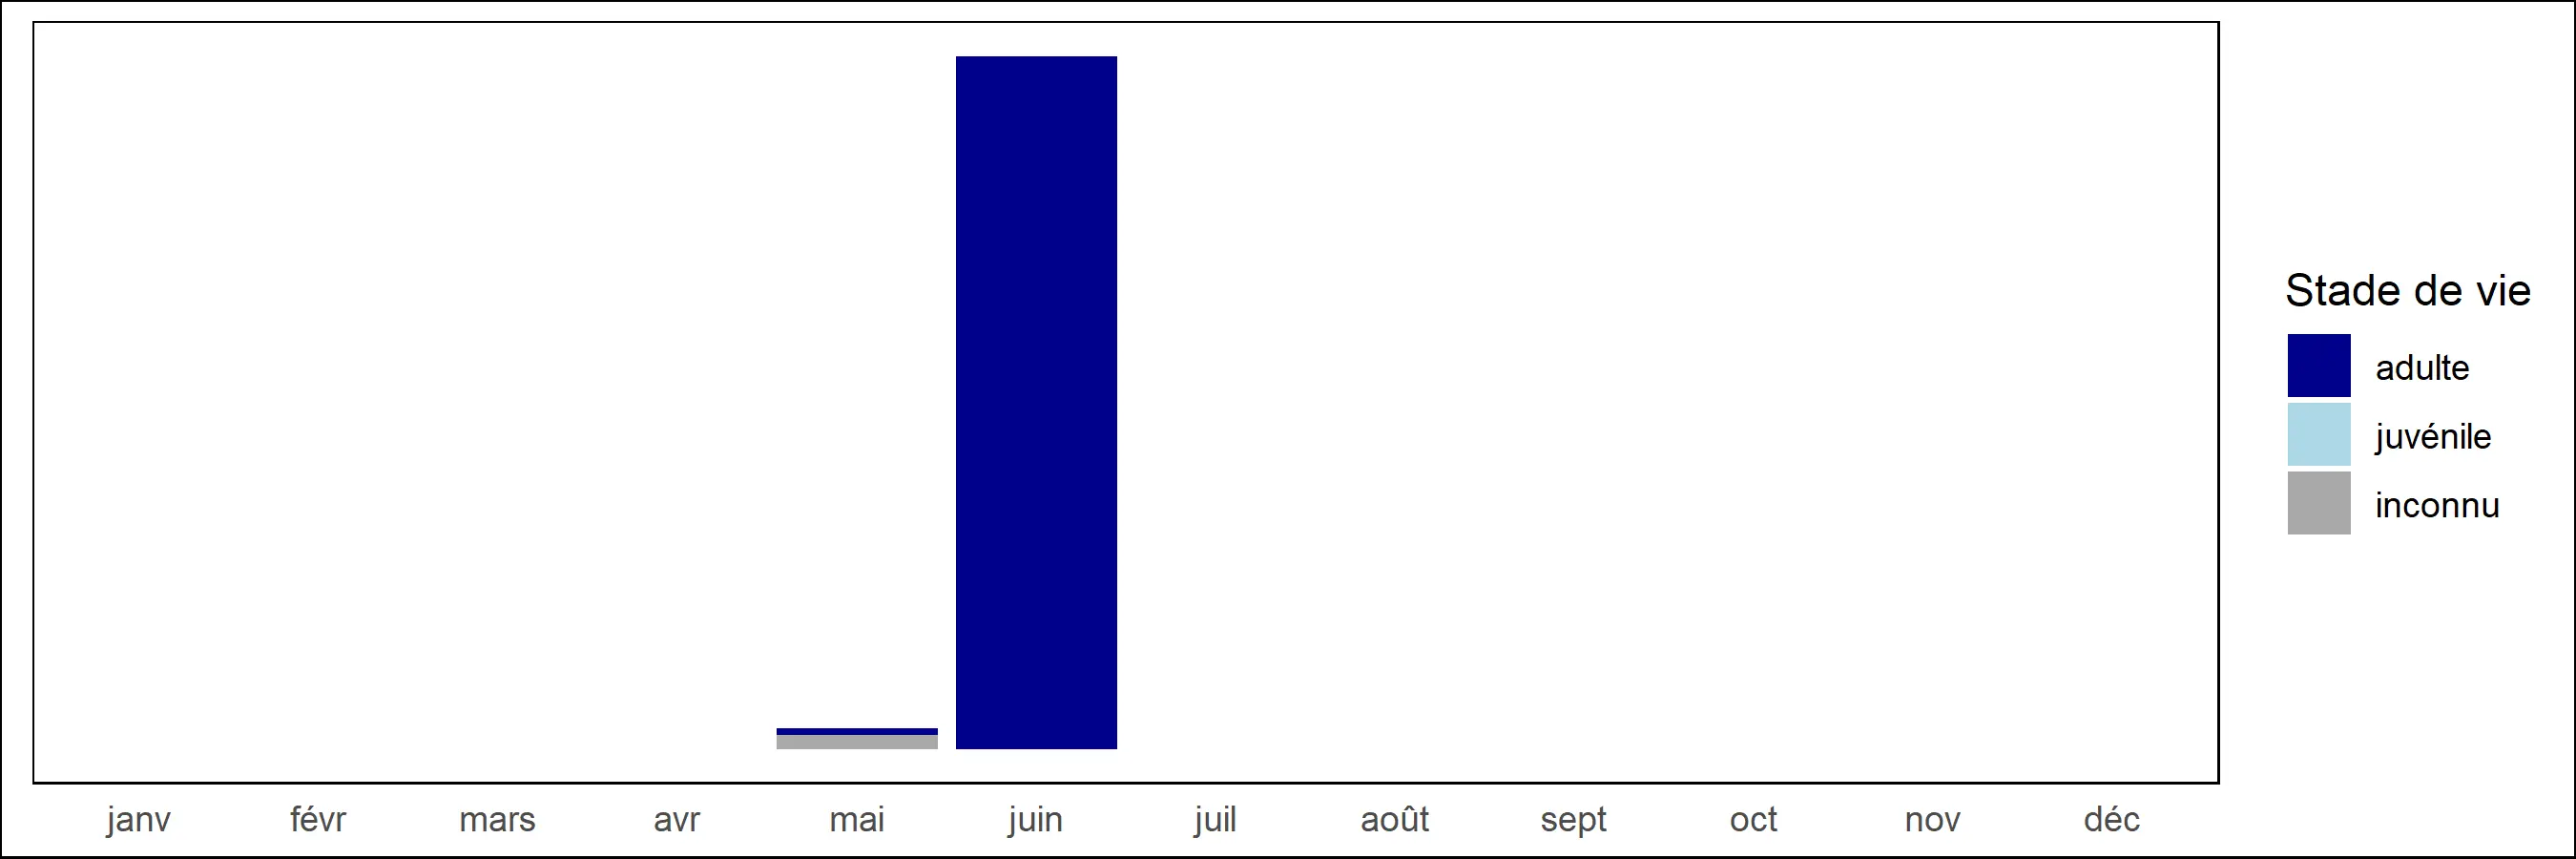 Stade de vie
adulte
juvénile
inconnu
janv févr mars avr mai juin juil août sept oct nov déc